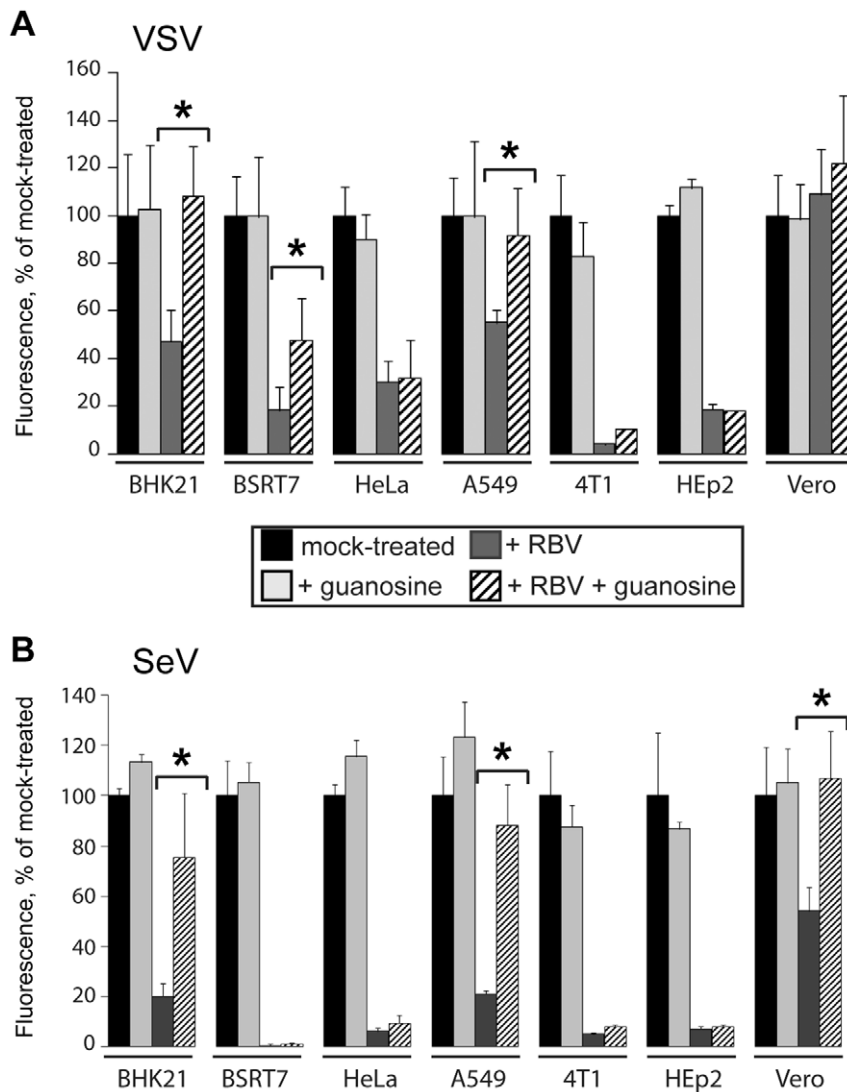 A
VSV
Fluorescence, % of mock-treated
160
140
120
100
80
60
40
20
0
* * *
BHK21 BSRT7 HeLa A549 4T1 HEp2 Vero
mock-treated + RBV
+ guanosine + RBV + guanosine
B
SeV
Fluorescence, % of mock-treated
140
120
100
80
60
40
20
0
* * *
BHK21 BSRT7 HeLa A549 4T1 HEp2 Vero